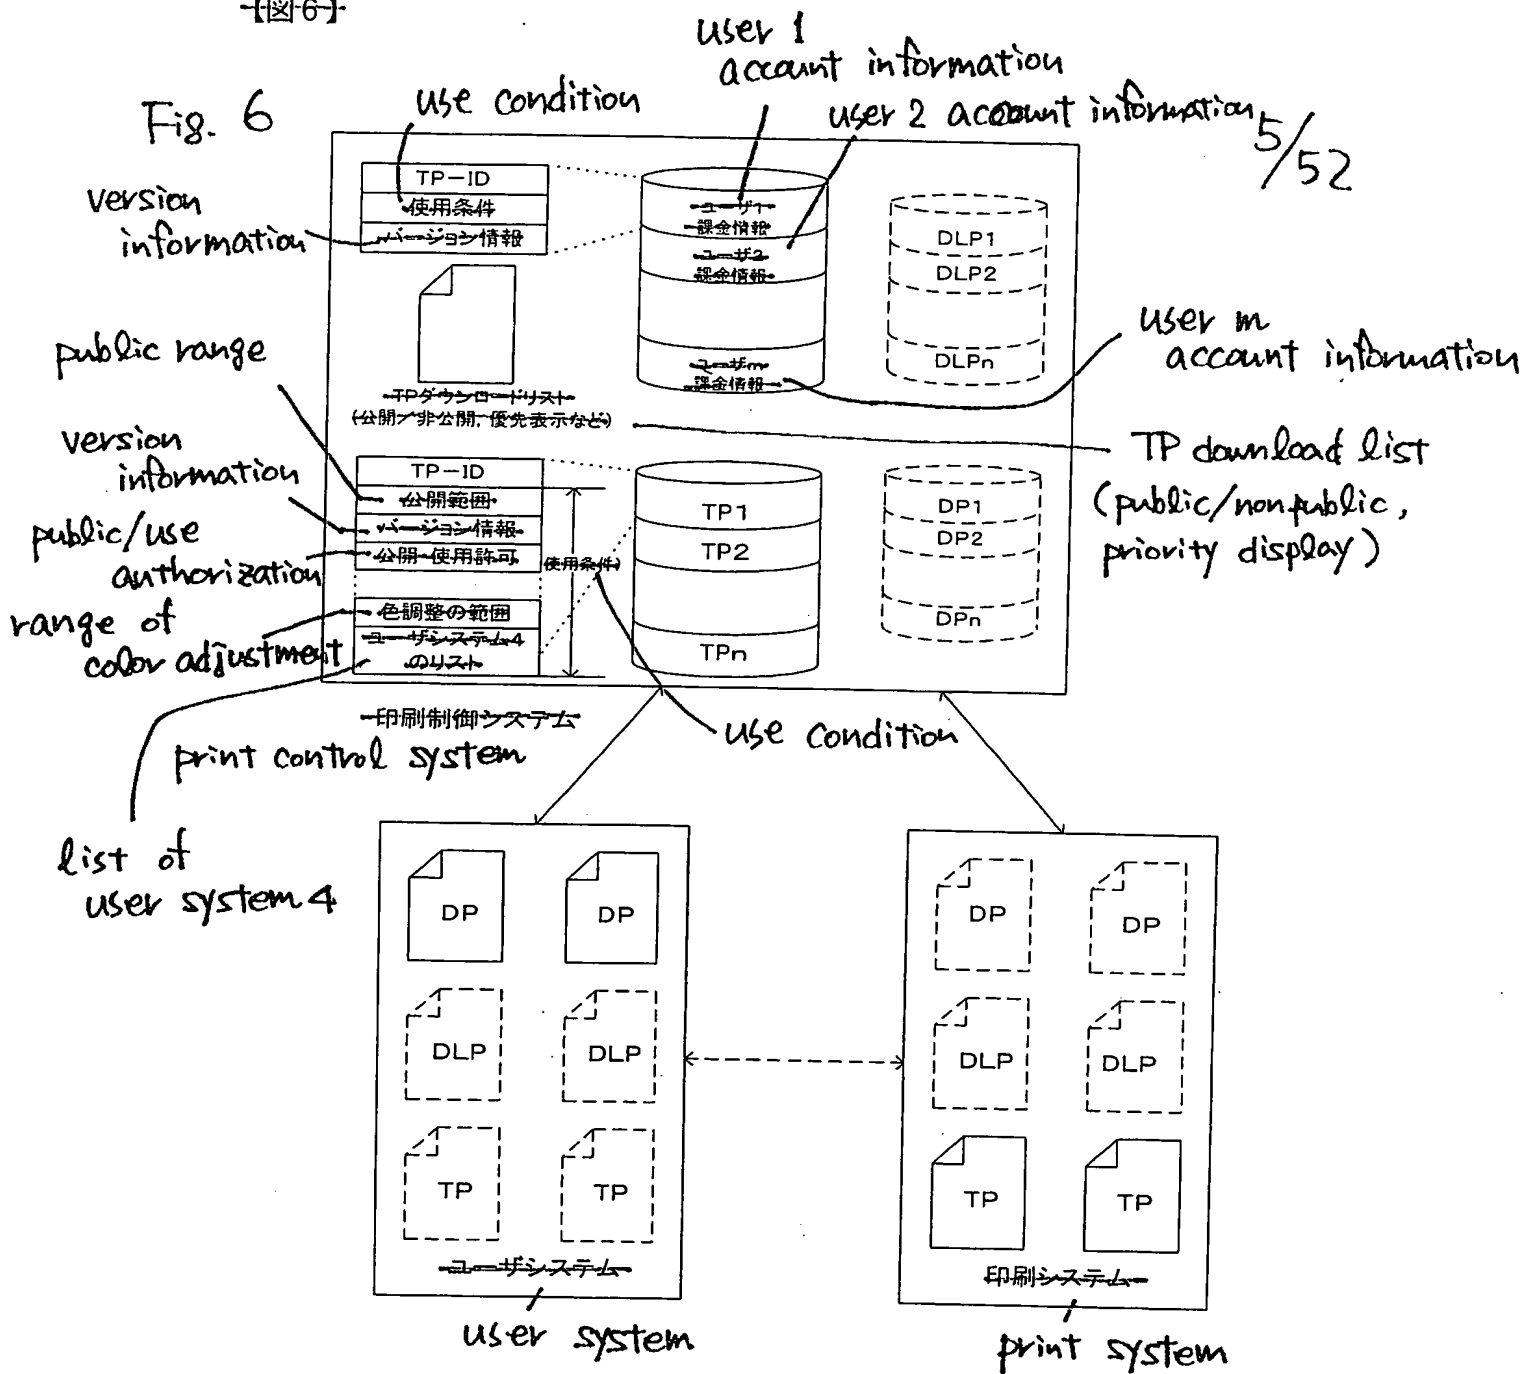 【図6】
Fig. 6
5/52
use condition
user 1
account information
user 2 account information
version
information
TP-ID
使用条件
バージョン情報
ユーザ1
課金情報
ユーザ2
課金情報
ユーザm
課金情報
DLP1
DLP2
DLPn
user m
account information
public range
TPダウンロードリスト
(公開/非公開, 優先表示など)
TP download list
(public/nonpublic,
priority display)
version
information
public/use
authorization
range of
color adjustment
TP-ID
公開範囲
バージョン情報
公開・使用許可
色調整の範囲
ユーザシステム4
のリスト
(使用条件)
TP1
TP2
TPn
DP1
DP2
DPn
印刷制御システム
print control system
use condition
list of
user system 4
DP
DP
DLP
DLP
TP
TP
ユーザシステム
user system
DP
DP
DLP
DLP
TP
TP
印刷システム
print system